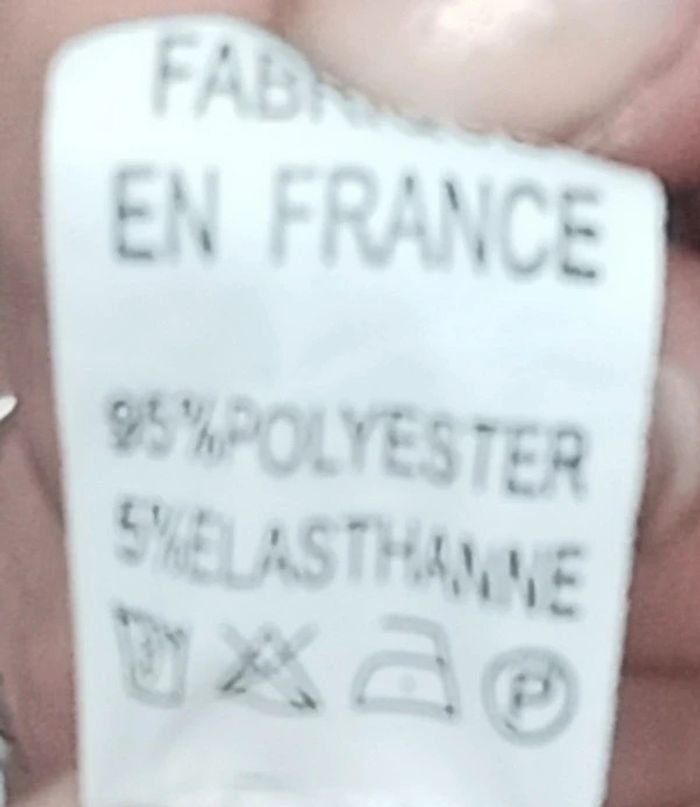 EN FRANCE
95%POLYESTER
5%ELASTHANNE
P